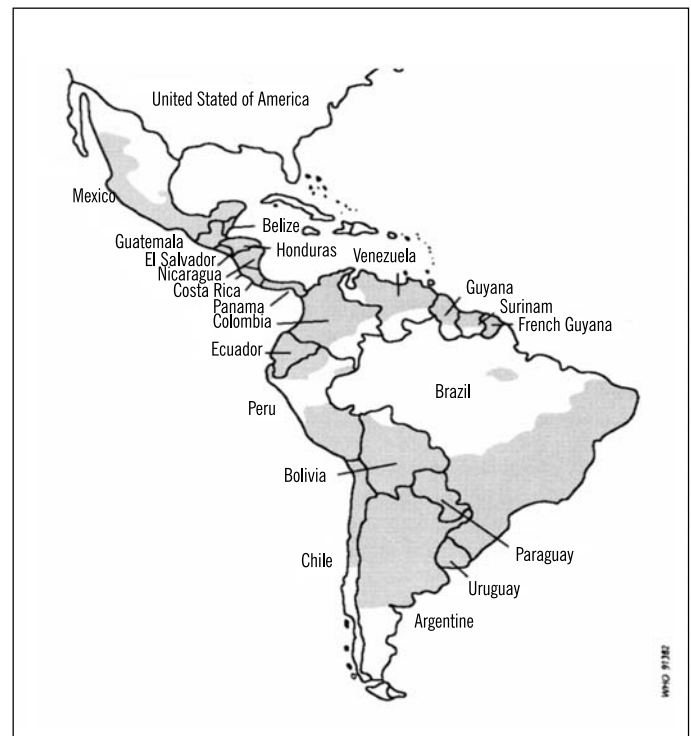 United Stated of America
Mexico
Belize
Guatemala
Honduras
El Salvador
Venezuela
Nicaragua
Costa Rica
Guyana
Panama
Surinam
Colombia
French Guyana
Ecuador
Brazil
Peru
Bolivia
Paraguay
Chile
Uruguay
Argentine
WHO 91382